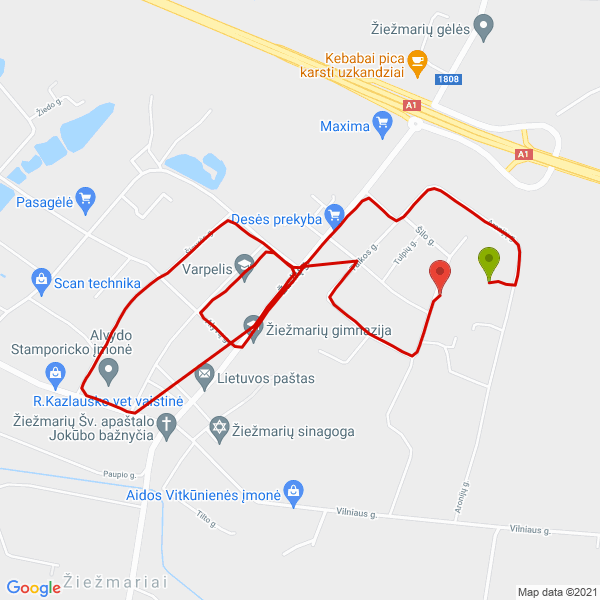 Žiežmarių gėlės
Kebabai pica
karsti uzkandziai
1808
A1
Žiedo g.
Maxima
A1
Pasagėlė
Desės prekyba
Šilo g.
Tulpių g.
Varpelis
Scan technika
Žiežmarių gimnazija
Alvydo
Stamporicko įmonė
Lietuvos paštas
R.Kazlausko vet vaistinė
Žiežmarių Šv. apaštalo
Jokūbo bažnyčia
Žiežmarių sinagoga
Paupio g.
Aidos Vitkūnienės įmonė
Aronijų g.
Tilto g.
Vilniaus g.
Vilniaus g.
Žiežmariai
Google
Map data ©2021